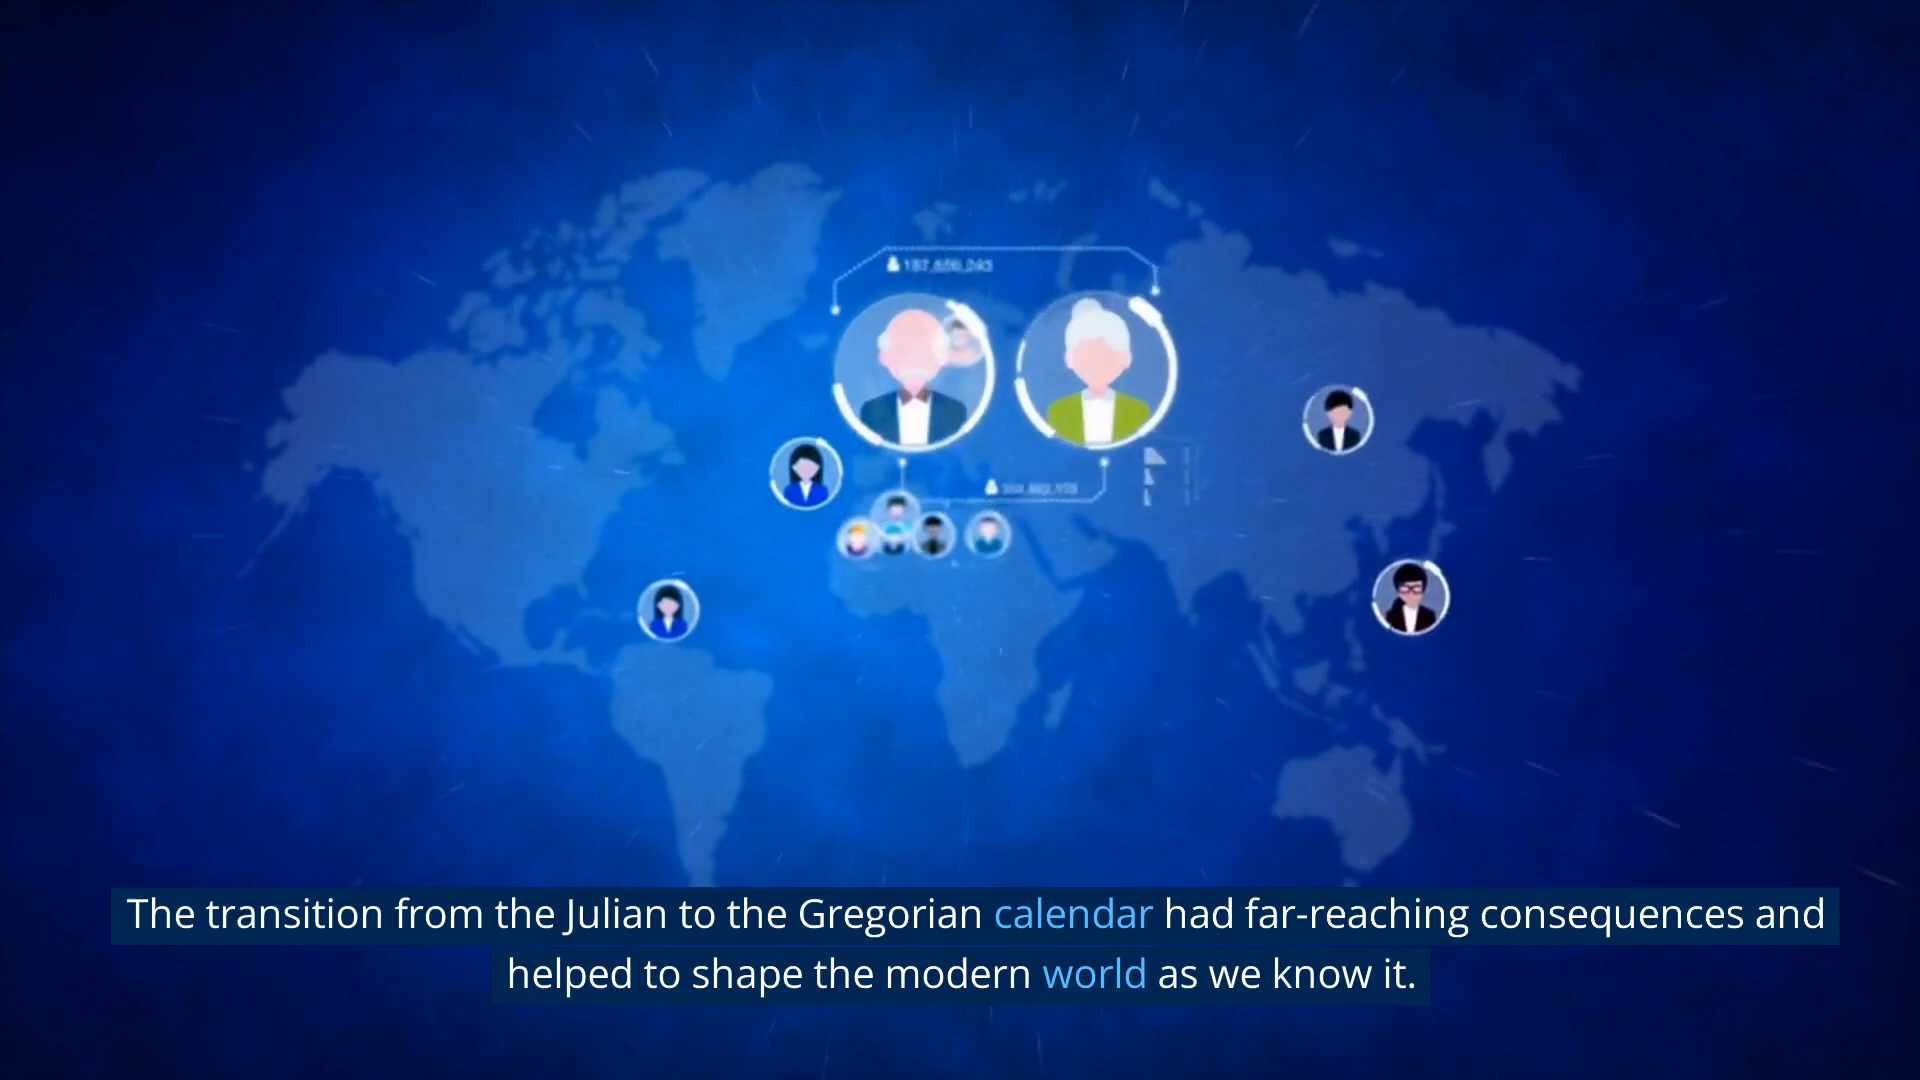 The transition from the Julian to the Gregorian calendar had far-reaching consequences and
helped to shape the modern world as we know it.